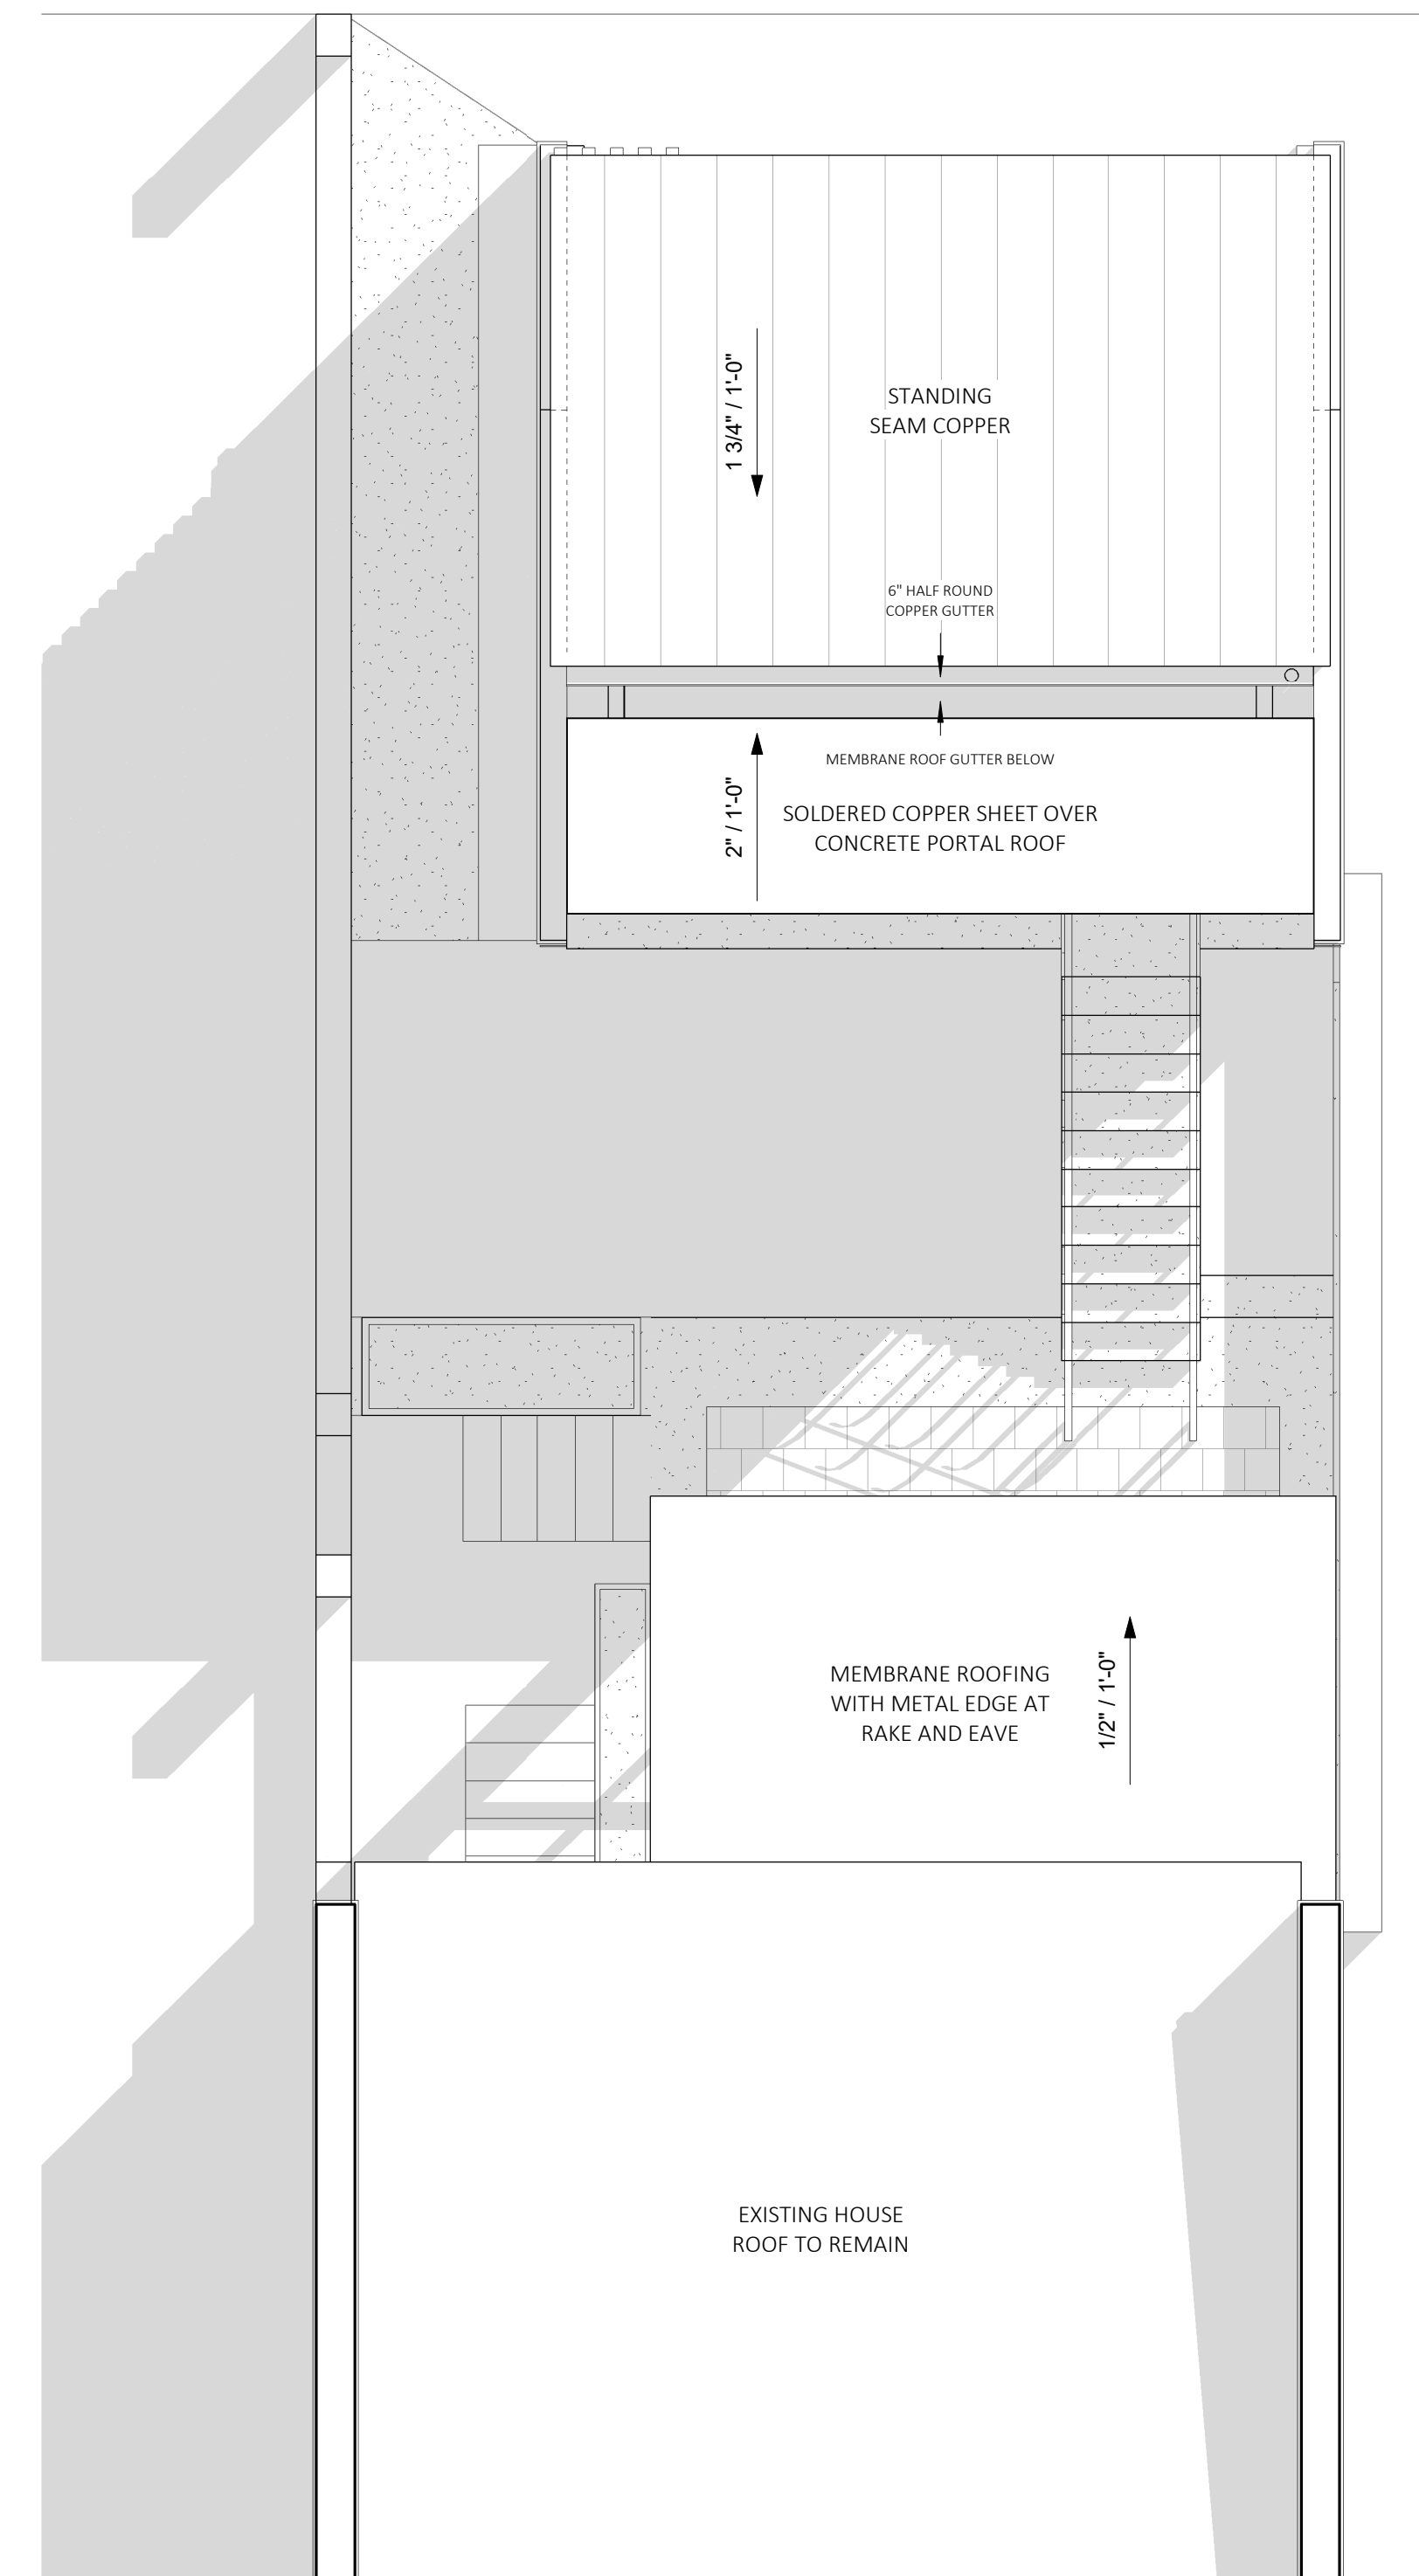 1 3/4" / 1'-0"
STANDING
SEAM COPPER
6" HALF ROUND
COPPER GUTTER
MEMBRANE ROOF GUTTER BELOW
2" / 1'-0"
SOLDERED COPPER SHEET OVER
CONCRETE PORTAL ROOF
MEMBRANE ROOFING
WITH METAL EDGE AT
RAKE AND EAVE
1/2" / 1'-0"
EXISTING HOUSE
ROOF TO REMAIN